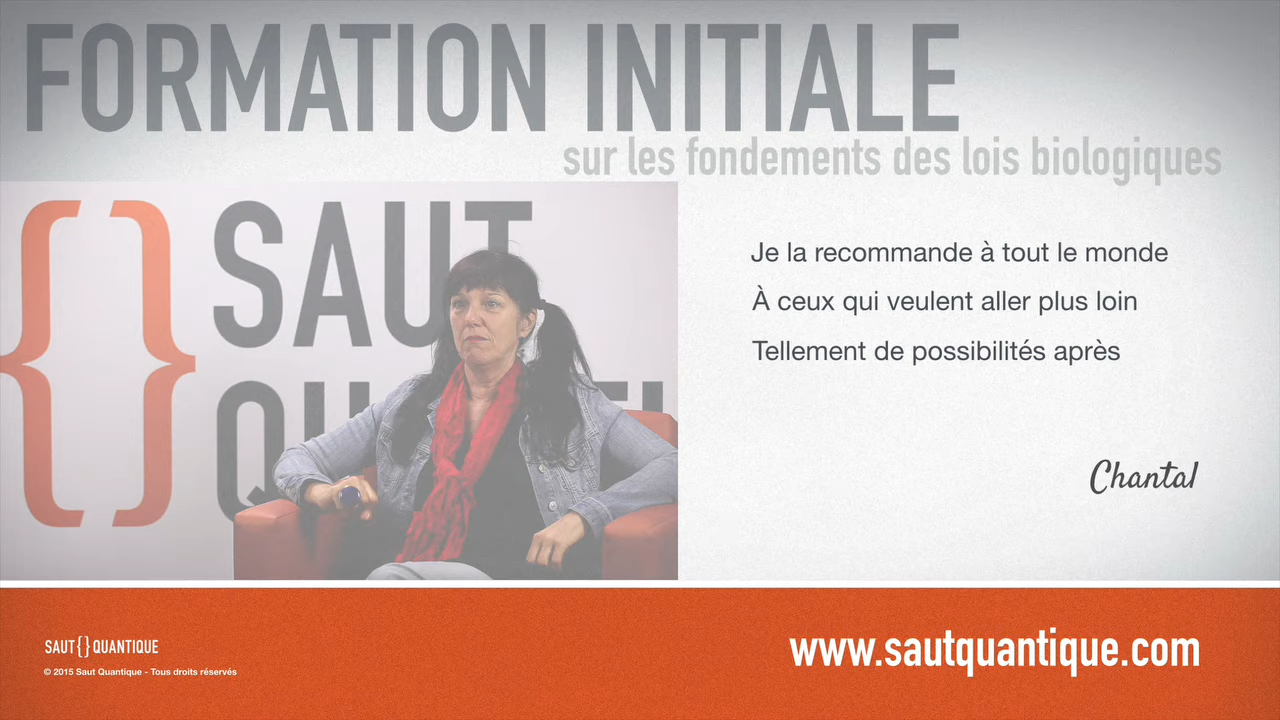 FORMATION INITIALE
sur les fondements des lois biologiques
SAUT
Je la recommande à tout le monde
À ceux qui veulent aller plus loin
Tellement de possibilités après
Chantal
SAUT{}QUANTIQUE
© 2015 Saut Quantique - Tous droits réservés
www.sautquantique.com